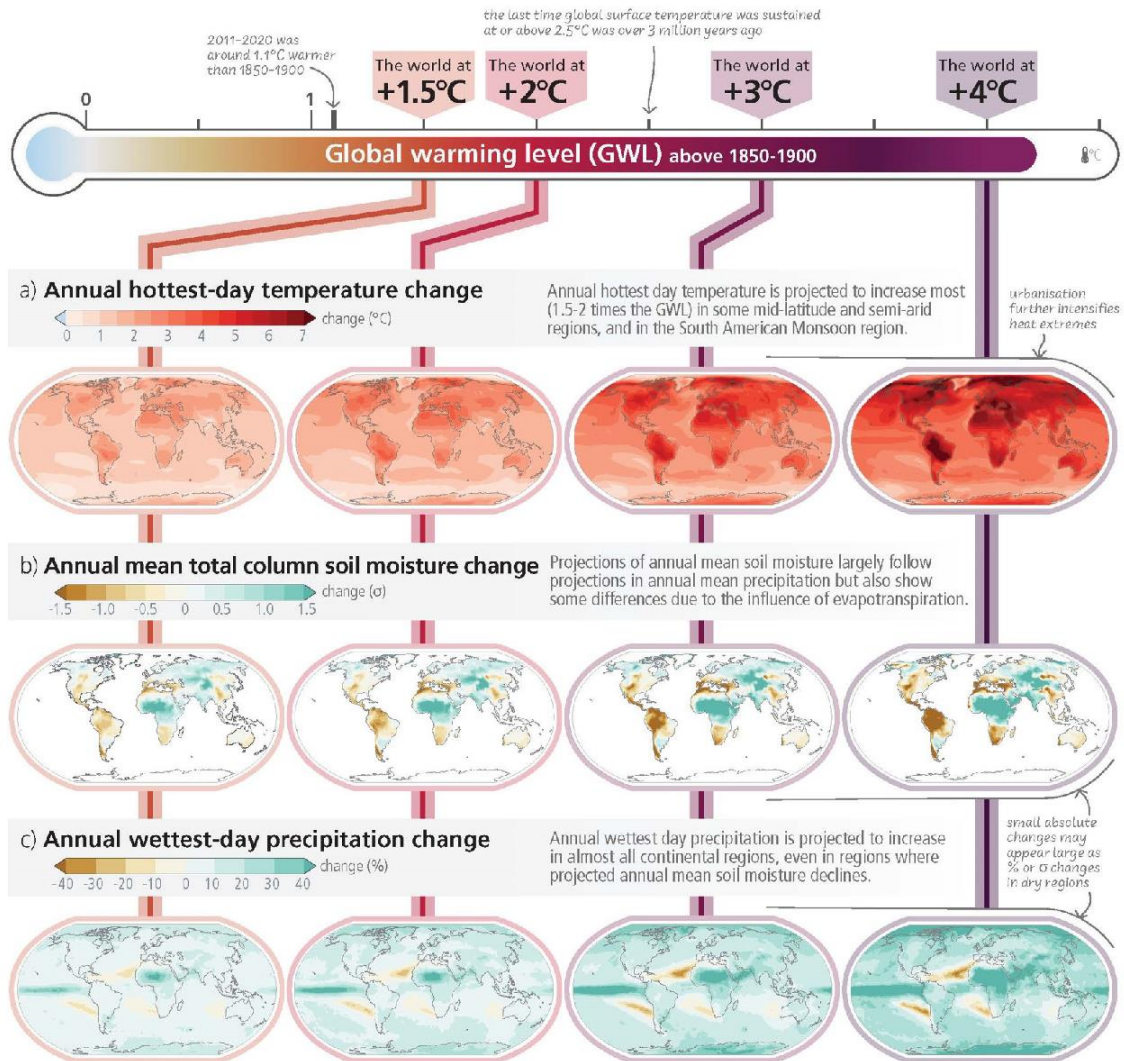 the last time global surface temperature was sustained
at or above 2.5°C was over 3 million years ago
2011-2020 was
around 1.1°C warmer
than 1850-1900
The world at
+1.5°C
The world at
+2°C
The world at
+3°C
The world at
+4°C
0
1
Global warming level (GWL) above 1850-1900
°C
a) Annual hottest-day temperature change
Annual hottest day temperature is projected to increase most
(1.5-2 times the GWL) in some mid-latitude and semi-arid
regions, and in the South American Monsoon region.
urbanisation
further intensifies
heat extremes
change (°C)
0 1 2 3 4 5 6 7
b) Annual mean total column soil moisture change
Projections of annual mean soil moisture largely follow
projections in annual mean precipitation but also show
some differences due to the influence of evapotranspiration.
change (σ)
-1.5 -1.0 -0.5 0 0.5 1.0 1.5
c) Annual wettest-day precipitation change
Annual wettest day precipitation is projected to increase
in almost all continental regions, even in regions where
projected annual mean soil moisture declines.
small absolute
changes may
appear large as
% or σ changes
in dry regions
change (%)
-40 -30 -20 -10 0 10 20 30 40